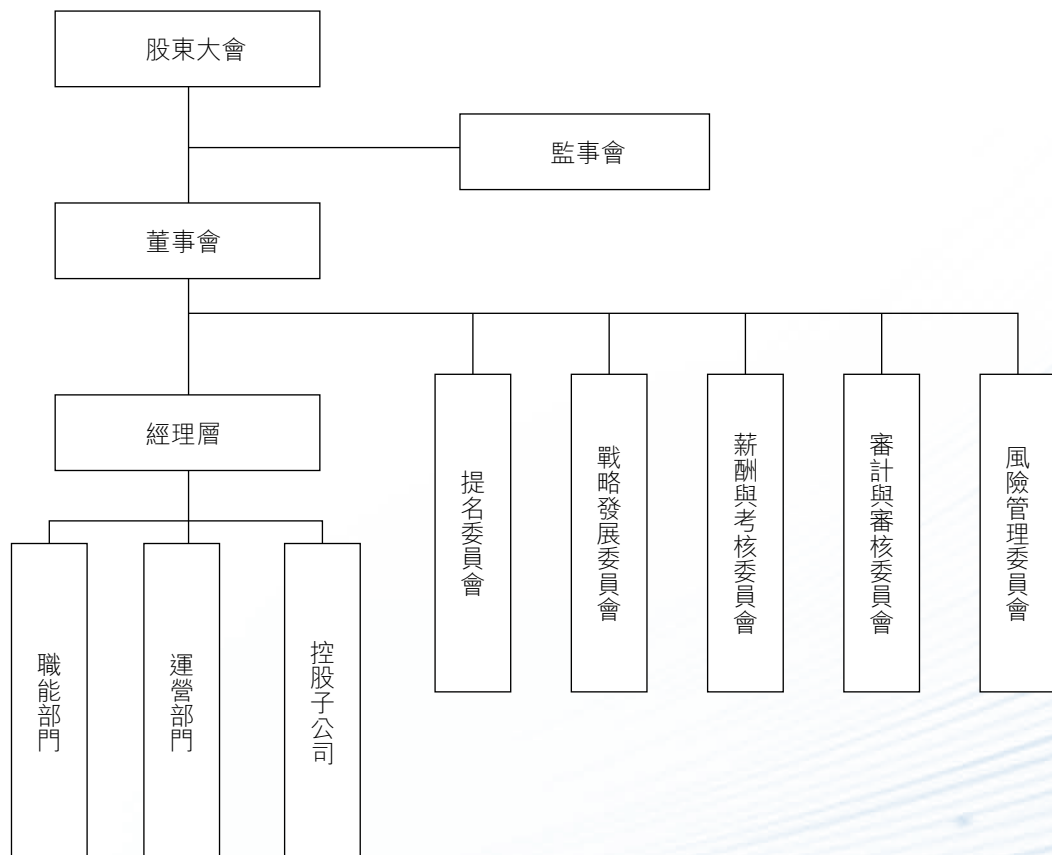 股東大會
監事會
董事會
經理層
提名委員會
戰略發展委員會
薪酬與考核委員會
審計與審核委員會
風險管理委員會
職能部門
運營部門
控股子公司